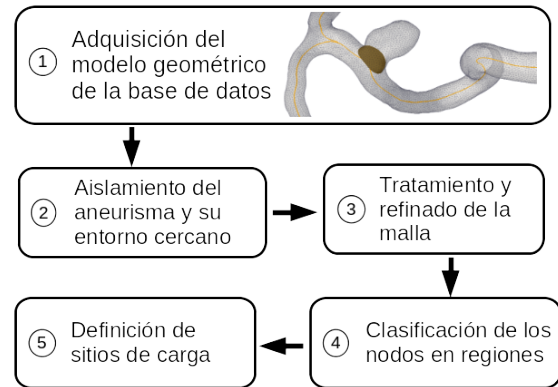 1
Adquisición del
modelo geométrico
de la base de datos
2
Aislamiento del
aneurisma y su
entorno cercano
3
Tratamiento y
refinado de la
malla
4
Clasificación de los
nodos en regiones
5
Definición de
sitios de carga